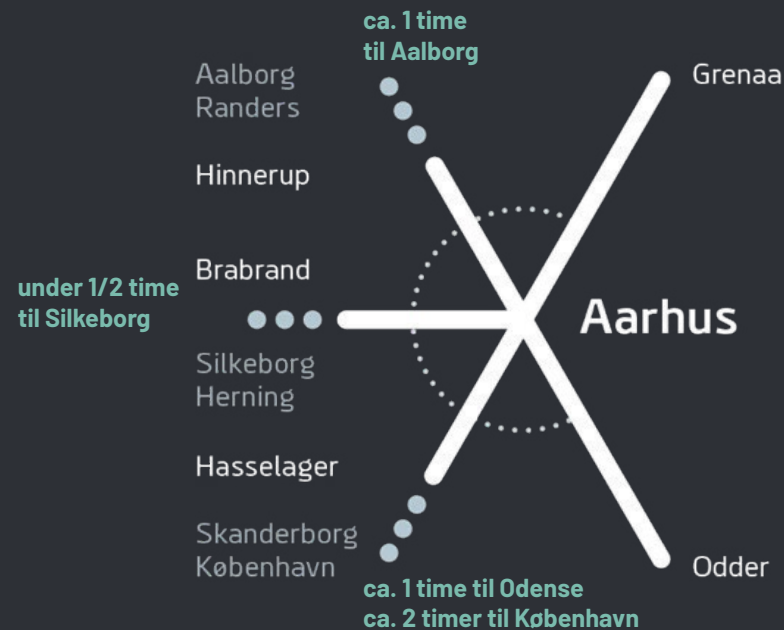 ca. 1 time
til Aalborg
Aalborg
Randers
Grenaa
Hinnerup
Brabrand
under 1/2 time
til Silkeborg
Aarhus
Silkeborg
Herning
Hasselager
Skanderborg
København
Odder
ca. 1 time til Odense
ca. 2 timer til København